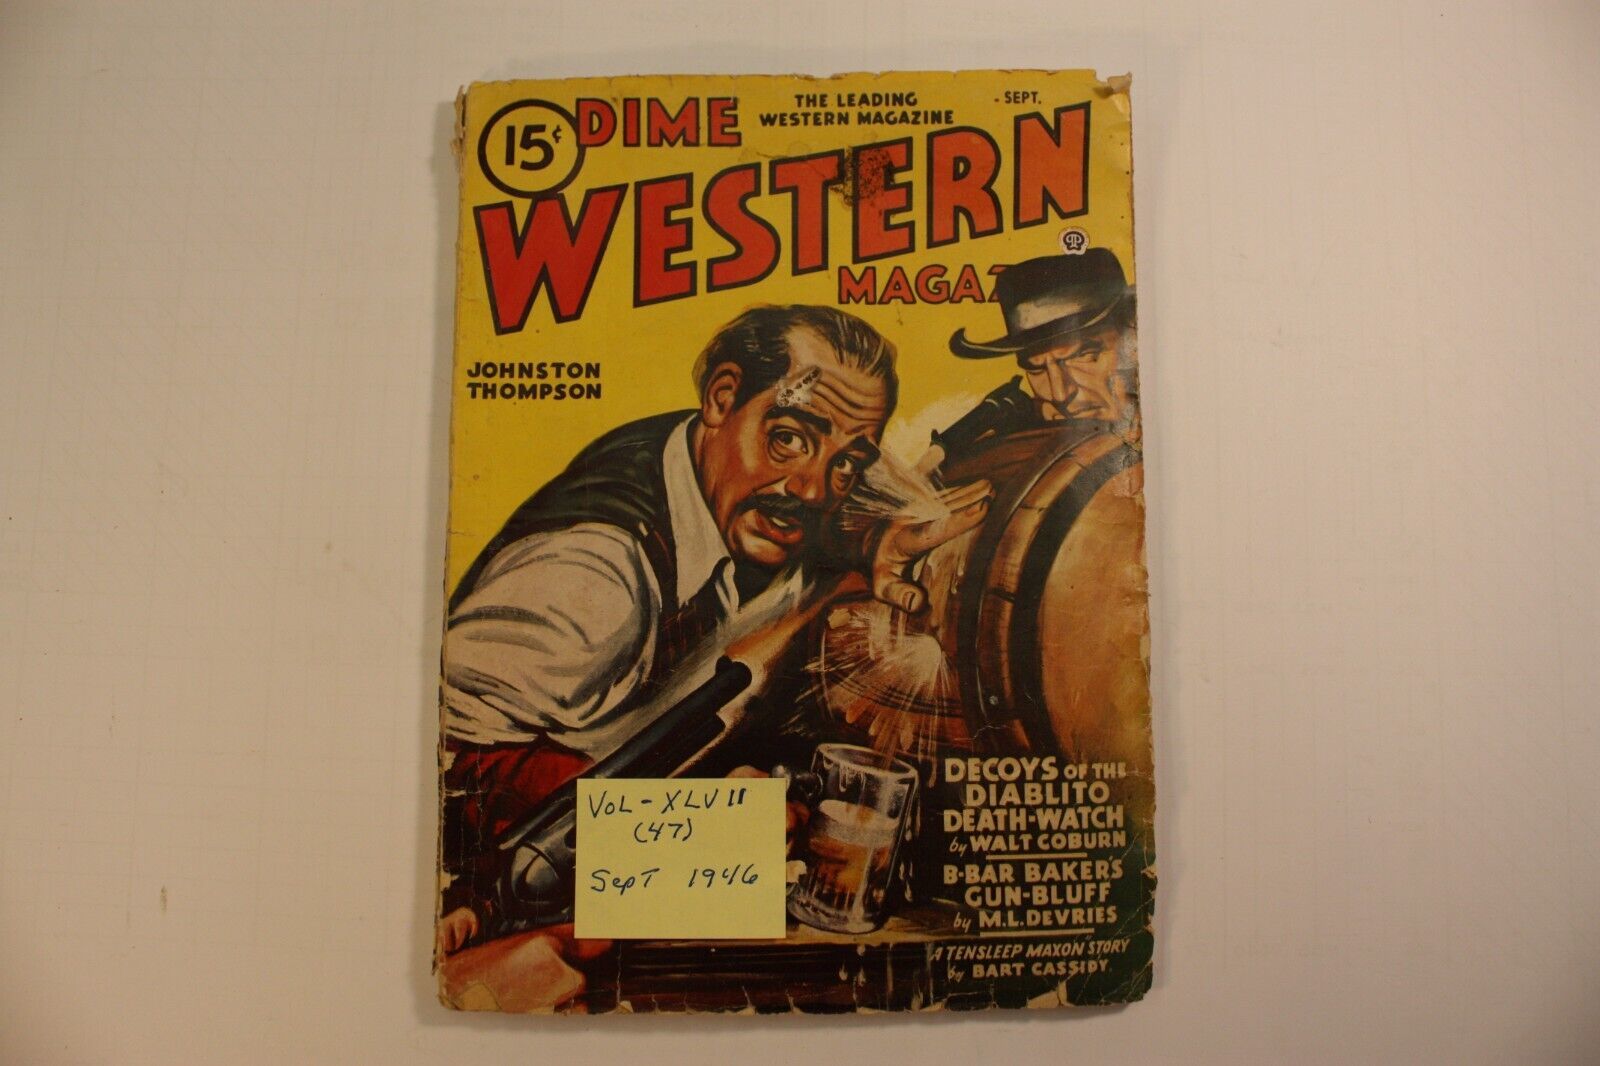 15¢
DIME
THE LEADING
WESTERN MAGAZINE
- SEPT.
WESTERN
MAGAZ
JOHNSTON
THOMPSON
VOL - XLVII
(47)
SepT 1946
DECOYS OF THE
DIABLITO
DEATH-WATCH
by WALT COBURN
B-BAR BAKER'S
GUN-BLUFF
by M.L. DEVRIES
A "TENSLEEP MAXON" STORY
by BART CASSIDY